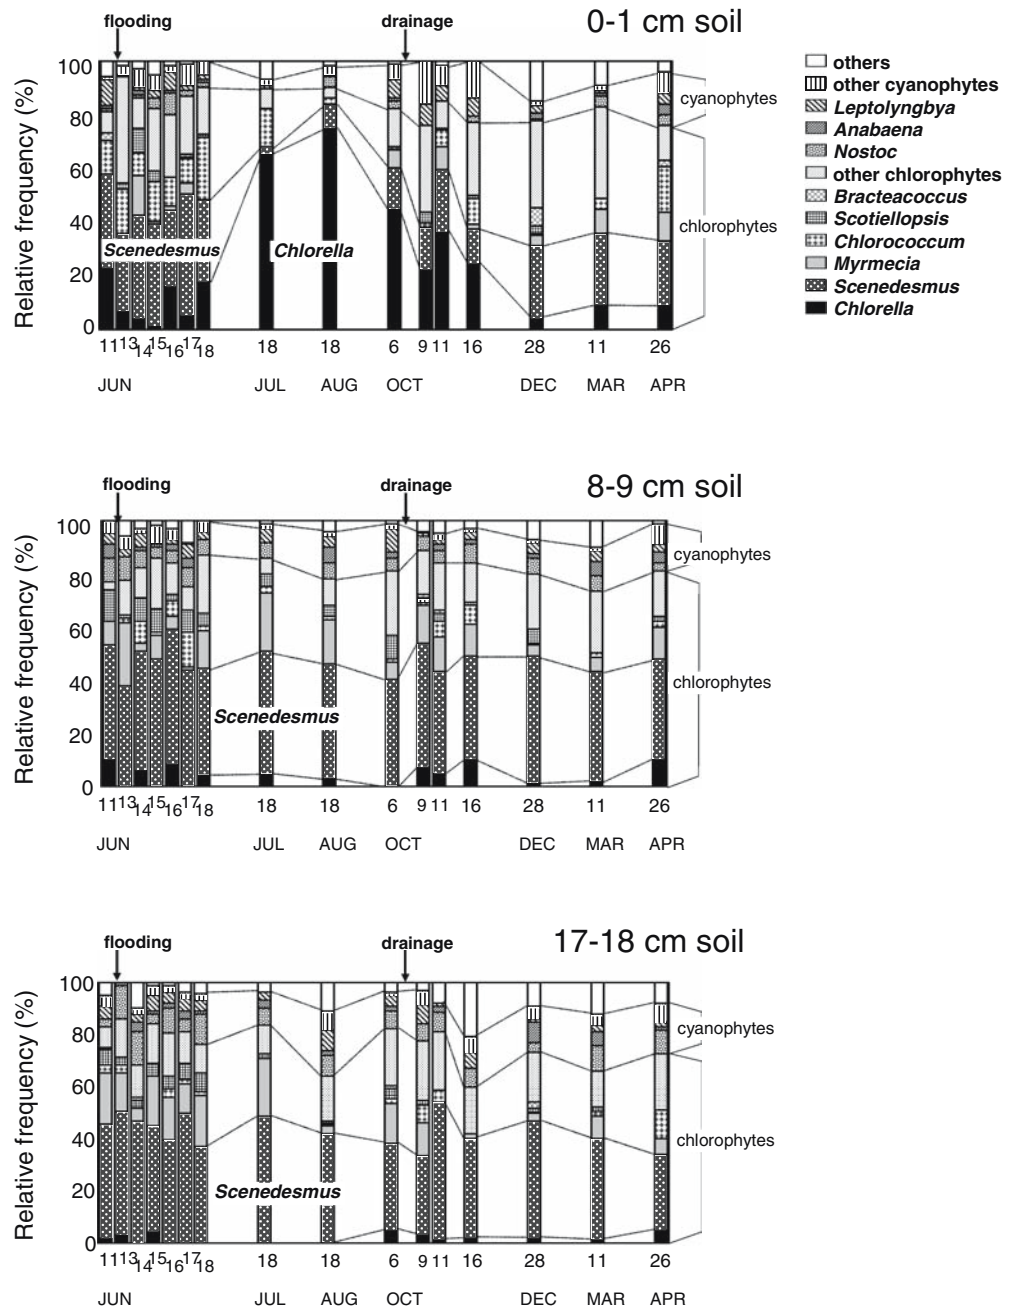 flooding
drainage
0-1 cm soil
Relative frequency (%)
100
80
60
40
20
0
Scenedesmus
Chlorella
cyanophytes
chlorophytes
11 13 14 15 16 17 18 18 18 6 9 11 16 28 11 26
JUN JUL AUG OCT DEC MAR APR
others
other cyanophytes
Leptolyngbya
Anabaena
Nostoc
other chlorophytes
Bracteacoccus
Scotiellopsis
Chlorococcum
Myrmecia
Scenedesmus
Chlorella
flooding
drainage
8-9 cm soil
Relative frequency (%)
100
80
60
40
20
0
Scenedesmus
cyanophytes
chlorophytes
11 13 14 15 16 17 18 18 18 6 9 11 16 28 11 26
JUN JUL AUG OCT DEC MAR APR
flooding
drainage
17-18 cm soil
Relative frequency (%)
100
80
60
40
20
0
Scenedesmus
cyanophytes
chlorophytes
11 13 14 15 16 17 18 18 18 6 9 11 16 28 11 26
JUN JUL AUG OCT DEC MAR APR